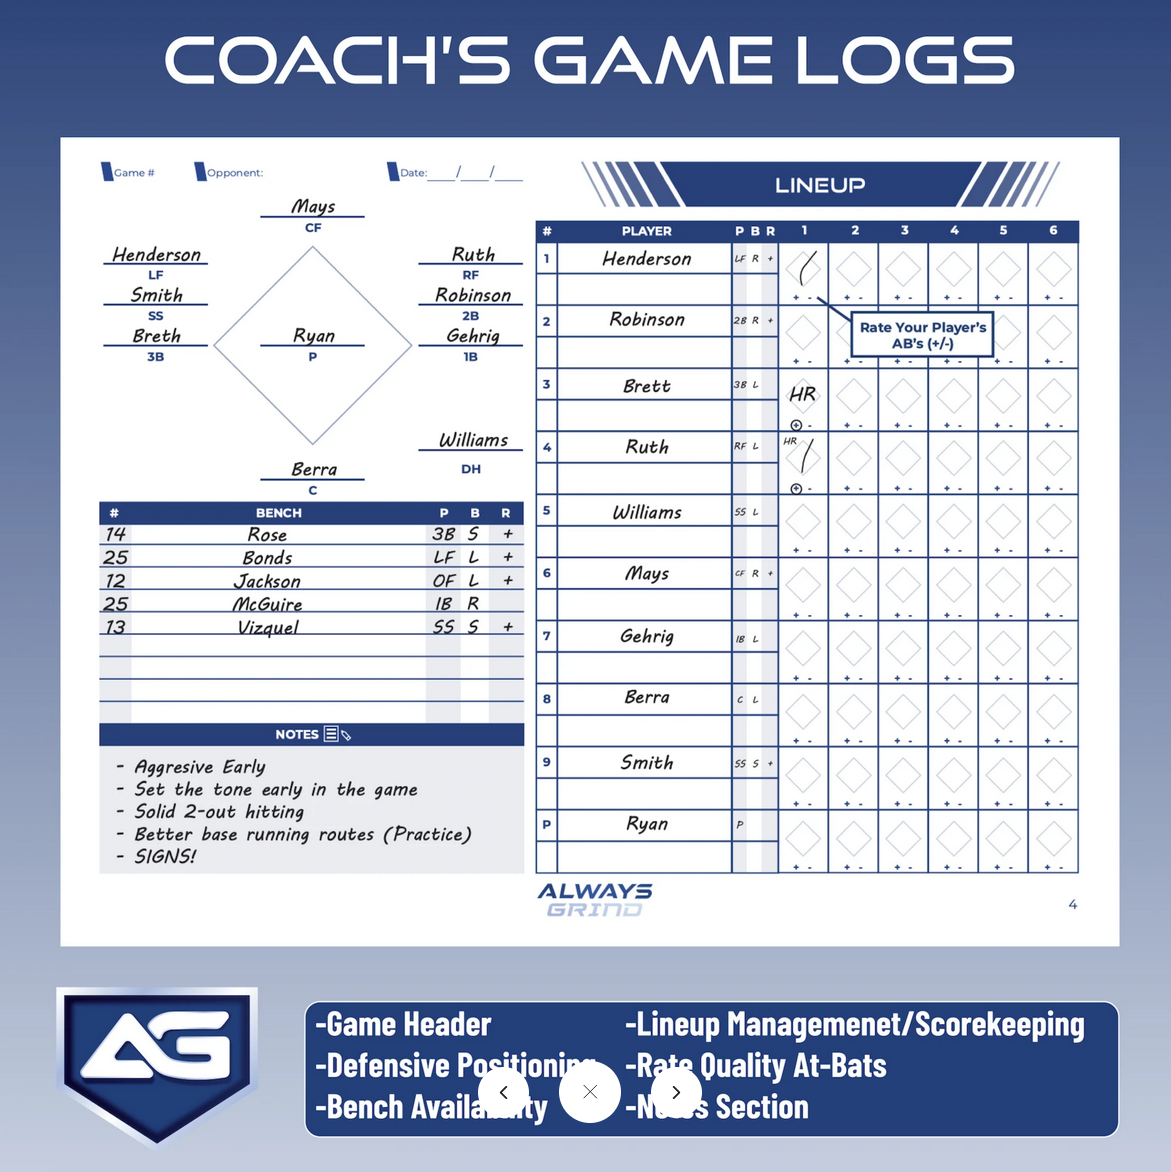 COACH'S GAME LOGS
Game # Opponent: Date:____/____/____
LINEUP
Mays
CF
Henderson Ruth
LF RF
Smith Robinson
SS 2B
Breth Ryan Gehrig
3B P 1B
Williams
DH
Berra
C
# BENCH P B R
14 Rose 3B S +
25 Bonds LF L +
12 Jackson OF L +
25 McGuire 1B R
13 Vizquel SS S +
NOTES
- Aggresive Early
- Set the tone early in the game
- Solid 2-out hitting
- Better base running routes (Practice)
- SIGNS!
# PLAYER P B R 1 2 3 4 5 6
1 Henderson LF R +
+ -
Rate Your Player's
AB's (+/-)
2 Robinson 2B R +
+ - + - + - + - + - + -
3 Brett 3B L HR
+ - + - + - + - + - + -
4 Ruth RF L HR
+ - + - + - + - + - + -
5 Williams SS L
+ - + - + - + - + - + -
6 Mays CF R +
+ - + - + - + - + - + -
7 Gehrig 1B L
+ - + - + - + - + - + -
8 Berra C L
+ - + - + - + - + - + -
9 Smith SS S +
+ - + - + - + - + - + -
P Ryan P
+ - + - + - + - + - + -
ALWAYS
GRIND
4
AG
-Game Header
-Defensive Positioning
-Bench Availability
-Lineup Managemenet/Scorekeeping
-Rate Quality At-Bats
-Notes Section